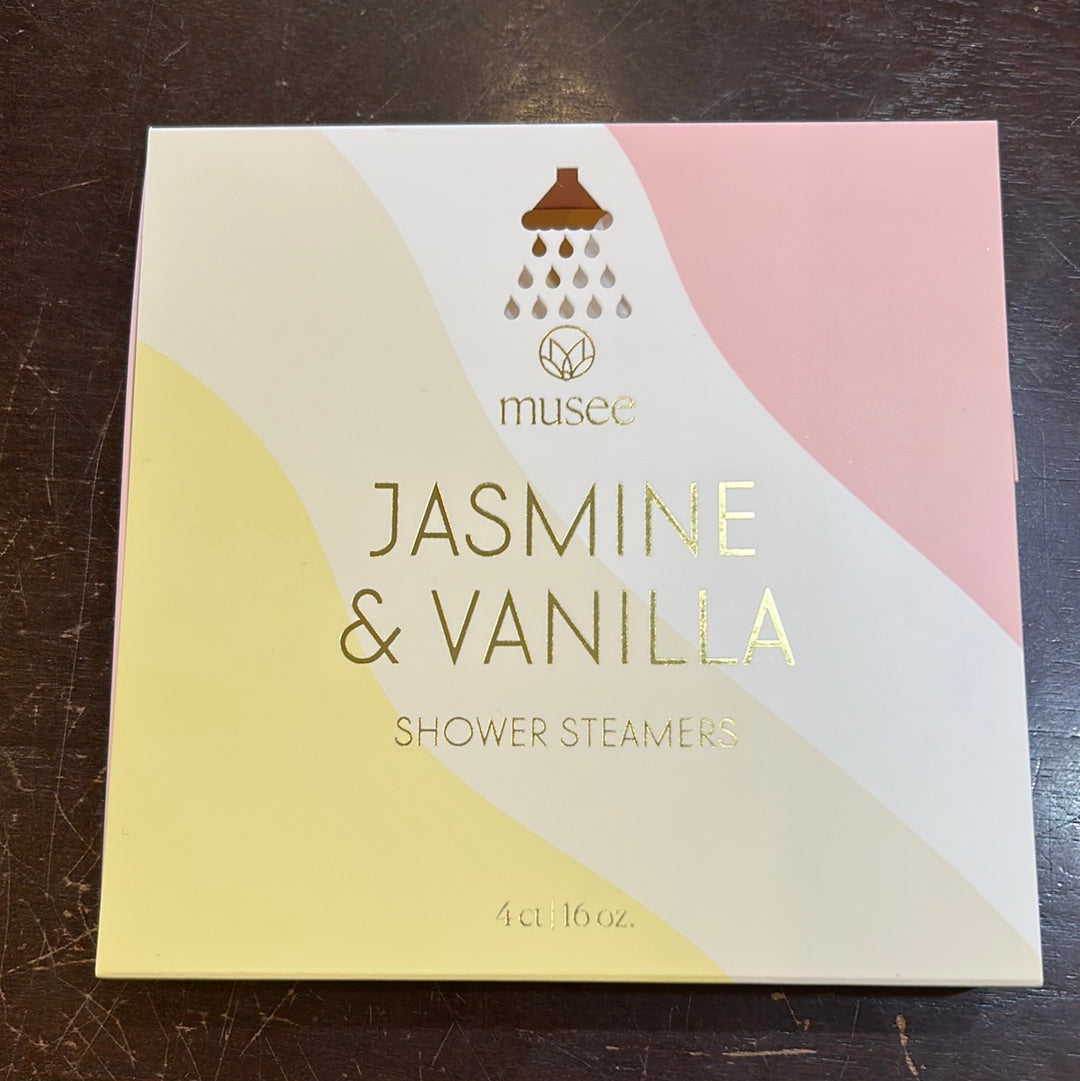 musee
JASMINE
& VANILLA
SHOWER STEAMERS
4 ct | 16 oz.